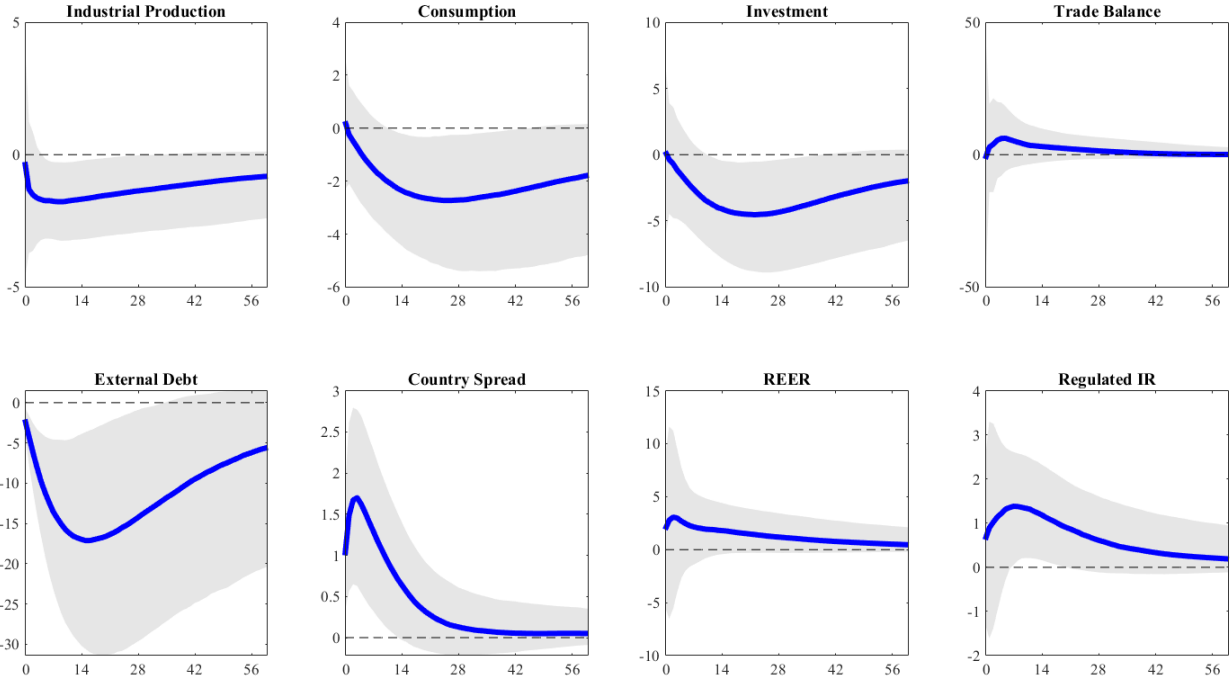 Industrial Production
5
0
-5
0 14 28 42 56
Consumption
4
2
0
-2
-4
-6
0 14 28 42 56
Investment
10
5
0
-5
-10
0 14 28 42 56
Trade Balance
50
0
-50
0 14 28 42 56
External Debt
0
-5
-10
-15
-20
-25
-30
0 14 28 42 56
Country Spread
3
2.5
2
1.5
1
0.5
0
0 14 28 42 56
REER
15
10
5
0
-5
-10
0 14 28 42 56
Regulated IR
4
3
2
1
0
-1
-2
0 14 28 42 56